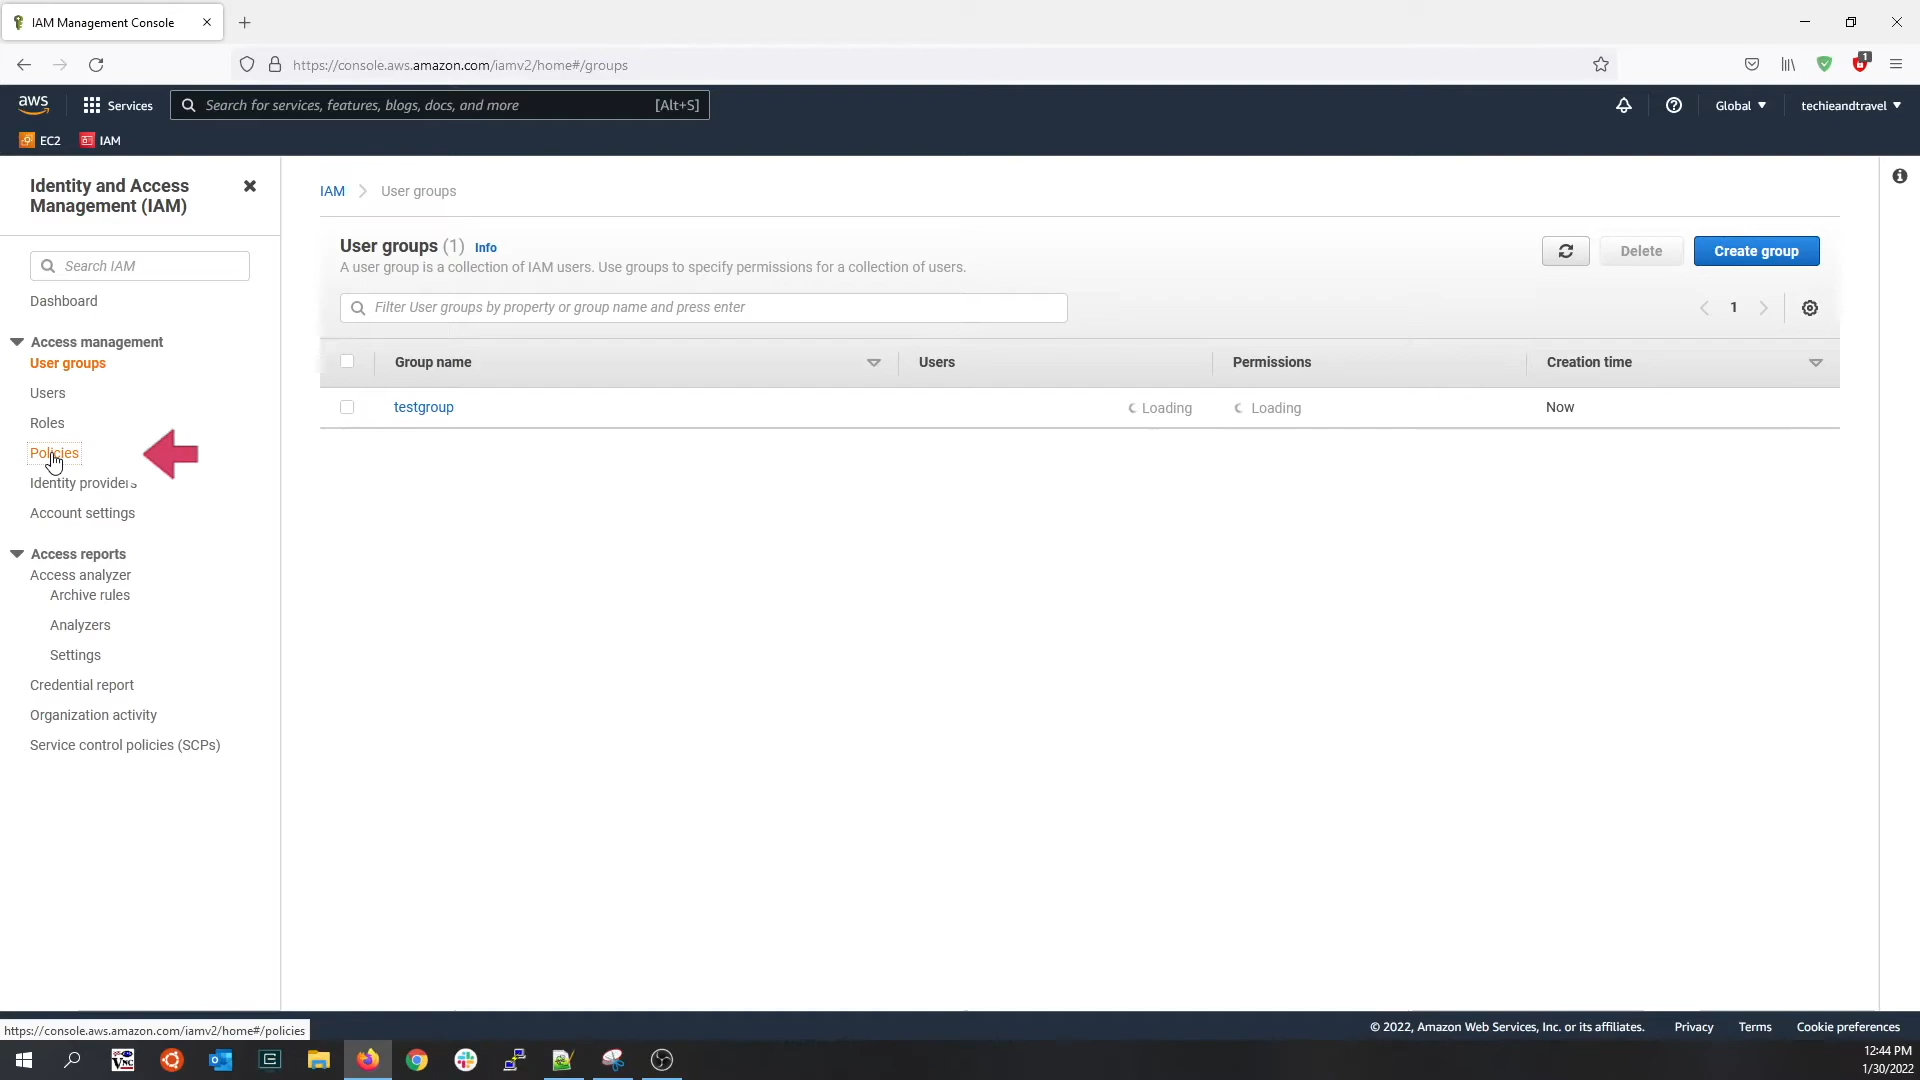 IAM Management Console
https://console.aws.amazon.com/iamv2/home#/groups
1
aws
Services
Search for services, features, blogs, docs, and more
[Alt+S]
Global
techieandtravel
EC2
IAM
Identity and Access
Management (IAM)
Search IAM
Dashboard
Access management
User groups
Users
Roles
Policies
Identity providers
Account settings
Access reports
Access analyzer
Archive rules
Analyzers
Settings
Credential report
Organization activity
Service control policies (SCPs)
IAM
User groups
User groups (1) Info
A user group is a collection of IAM users. Use groups to specify permissions for a collection of users.
Delete
Create group
Filter User groups by property or group name and press enter
1
Group name
Users
Permissions
Creation time
testgroup
Loading
Loading
Now
https://console.aws.amazon.com/iamv2/home#/policies
© 2022, Amazon Web Services, Inc. or its affiliates.
Privacy
Terms
Cookie preferences
12:44 PM
1/30/2022